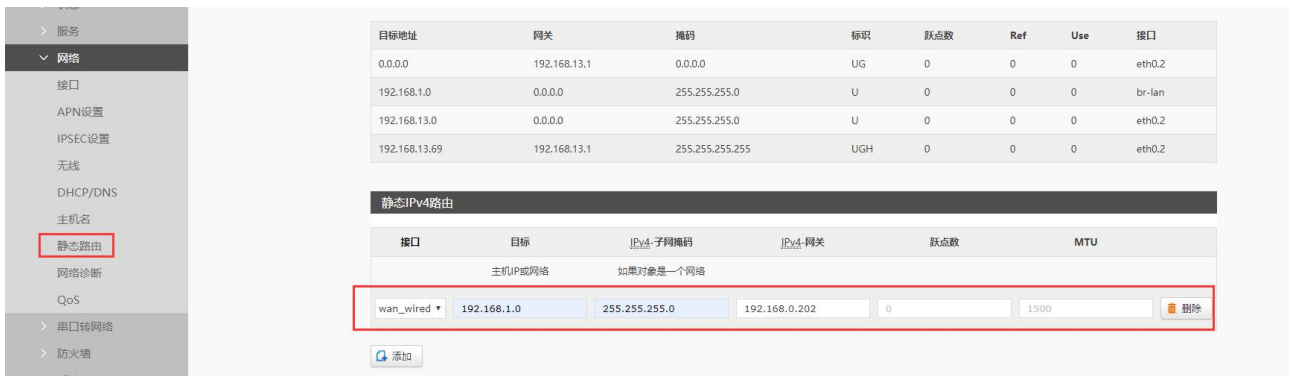 服务
网络
接口
APN设置
IPSEC设置
无线
DHCP/DNS
主机名
静态路由
网络诊断
QoS
串口转网络
防火墙
目标地址 网关 掩码 标识 跃点数 Ref Use 接口
0.0.0.0 192.168.13.1 0.0.0.0 UG 0 0 0 eth0.2
192.168.1.0 0.0.0.0 255.255.255.0 U 0 0 0 br-lan
192.168.13.0 0.0.0.0 255.255.255.0 U 0 0 0 eth0.2
192.168.13.69 192.168.13.1 255.255.255.255 UGH 0 0 0 eth0.2
静态IPv4路由
接口 目标 IPv4-子网掩码 IPv4-网关 跃点数 MTU
主机IP或网络 如果对象是一个网络
wan_wired 192.168.1.0 255.255.255.0 192.168.0.202 0 1500 删除
添加